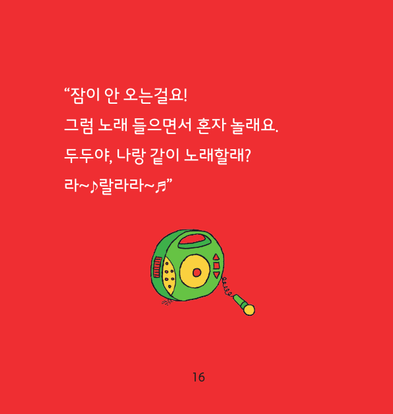 “잠이 안 오는걸요!
그럼 노래 들으면서 혼자 놀래요.
두두야, 나랑 같이 노래할래?
라~♪랄라라~♬”
16